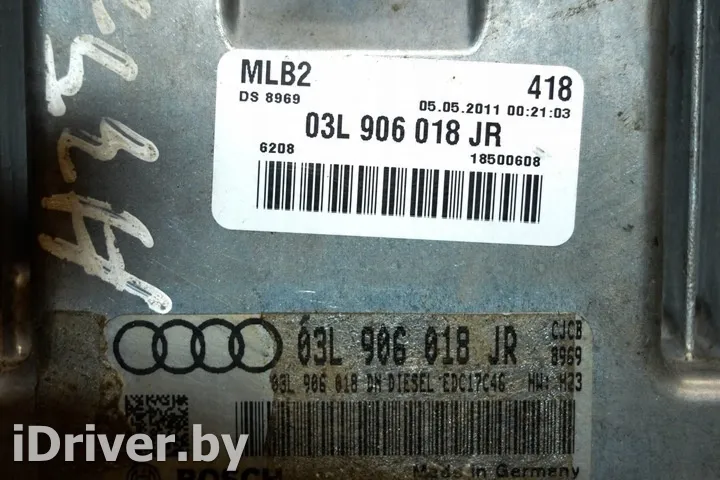 MLB2 418
DS 8969 05.05.2011 00:21:03
03L 906 018 JR
6208 18500608
03L 906 018 JR CJCB 8969
03L 906 018 DM DIESEL EDC17C46 HW: H23
BOSCH Made in Germany
iDriver.by